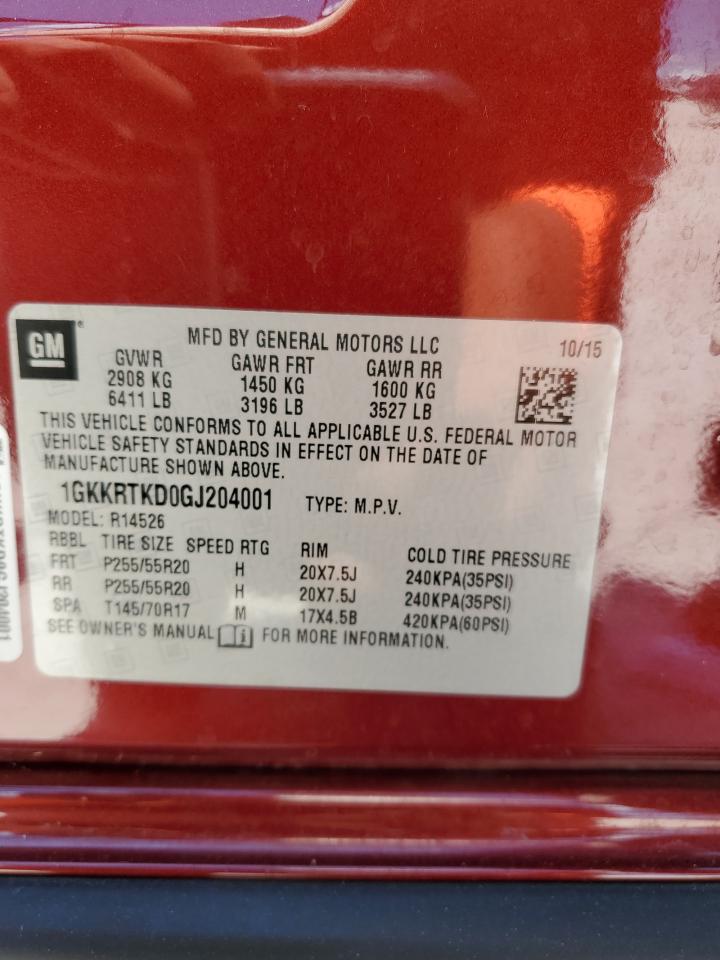 GM ®
MFD BY GENERAL MOTORS LLC 10/15
GVWR GAWR FRT GAWR RR
2908 KG 1450 KG 1600 KG
6411 LB 3196 LB 3527 LB
THIS VEHICLE CONFORMS TO ALL APPLICABLE U.S. FEDERAL MOTOR
VEHICLE SAFETY STANDARDS IN EFFECT ON THE DATE OF
MANUFACTURE SHOWN ABOVE.
1GKKRTKD0GJ204001 TYPE: M.P.V.
MODEL: R14526
RBBL TIRE SIZE SPEED RTG RIM COLD TIRE PRESSURE
FRT P255/55R20 H 20X7.5J 240KPA(35PSI)
RR P255/55R20 H 20X7.5J 240KPA(35PSI)
SPA T145/70R17 M 17X4.5B 420KPA(60PSI)
SEE OWNER'S MANUAL i FOR MORE INFORMATION.